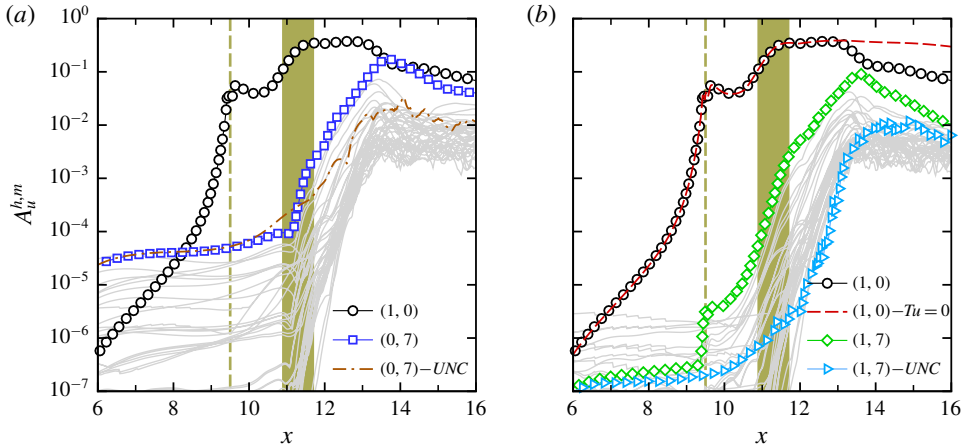 (a)
(b)
10^0
10^{-1}
10^{-2}
10^{-3}
10^{-4}
10^{-5}
10^{-6}
10^{-7}
A_u^{h,m}
(1, 0)
(0, 7)
(0, 7)−UNC
6 8 10 12 14 16
x
(1, 0)
(1, 0)−Tu = 0
(1, 7)
(1, 7)−UNC
6 8 10 12 14 16
x